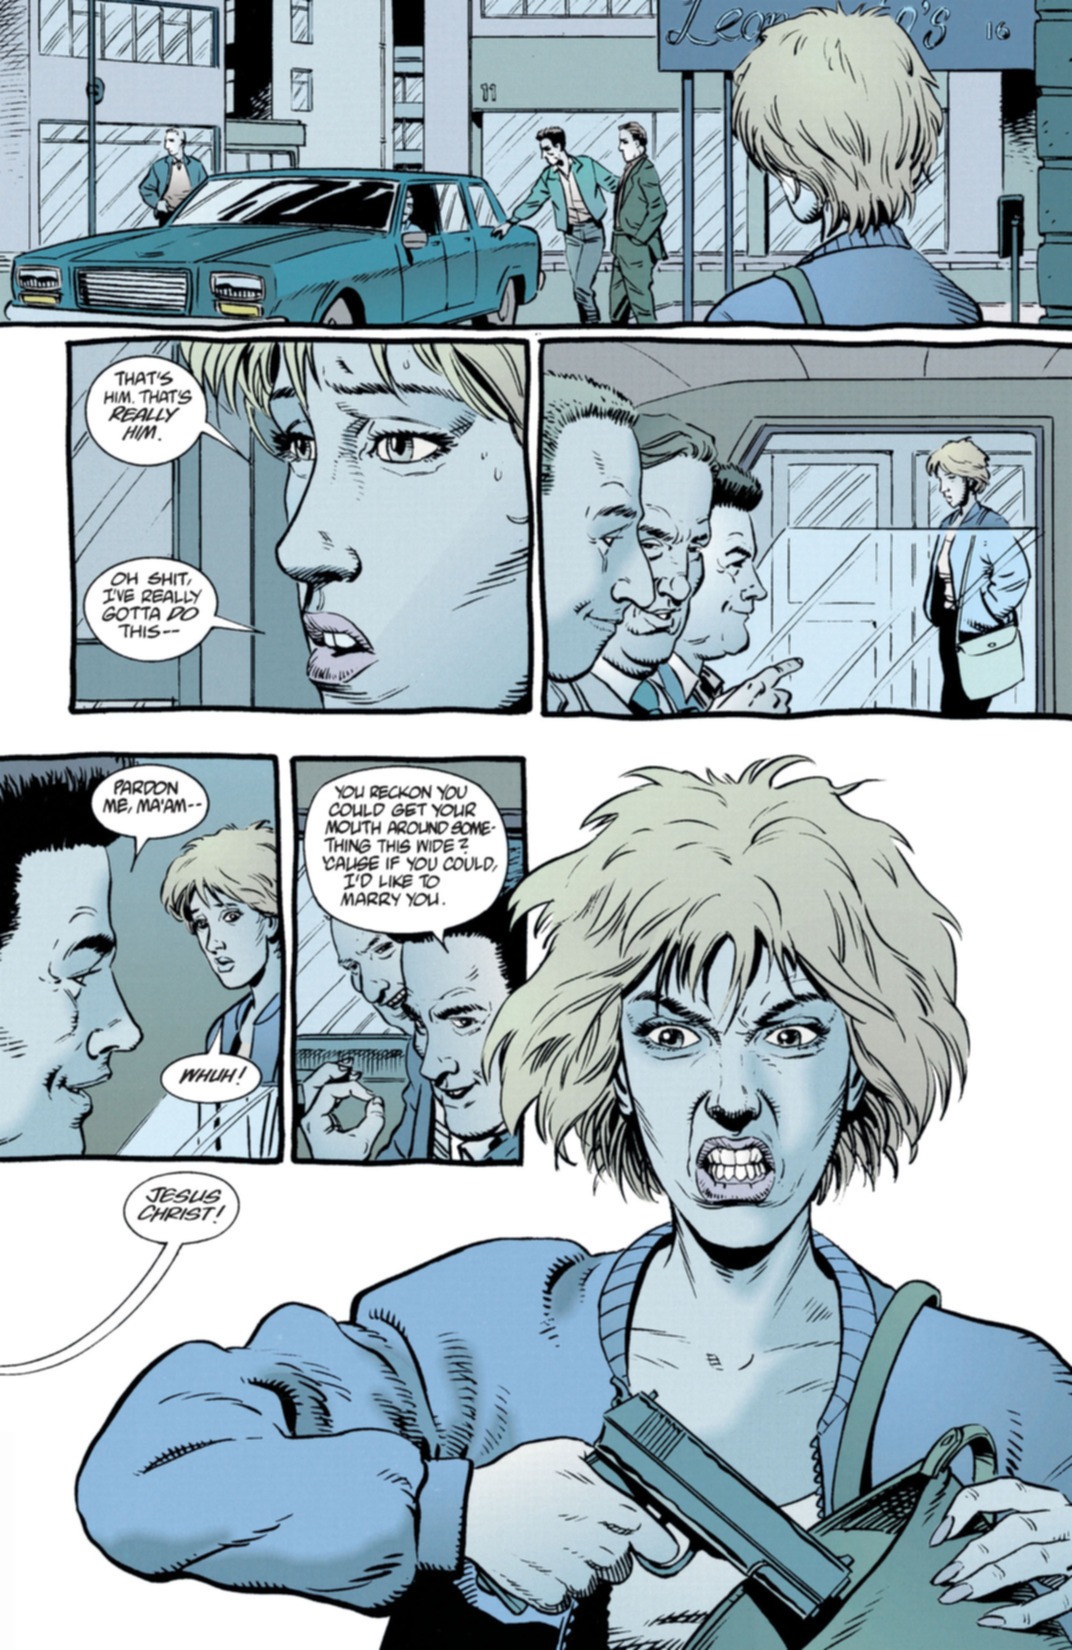 16
11
THAT'S
HIM. THAT'S
REALLY
HIM.
OH SHIT,
I'VE REALLY
GOTTA DO
THIS--
PARDON
ME, MA'AM--
WHUH!
YOU RECKON YOU
COULD GET YOUR
MOUTH AROUND SOME-
THING THIS WIDE?
'CAUSE IF YOU COULD,
I'D LIKE TO
MARRY YOU.
JESUS
CHRIST!